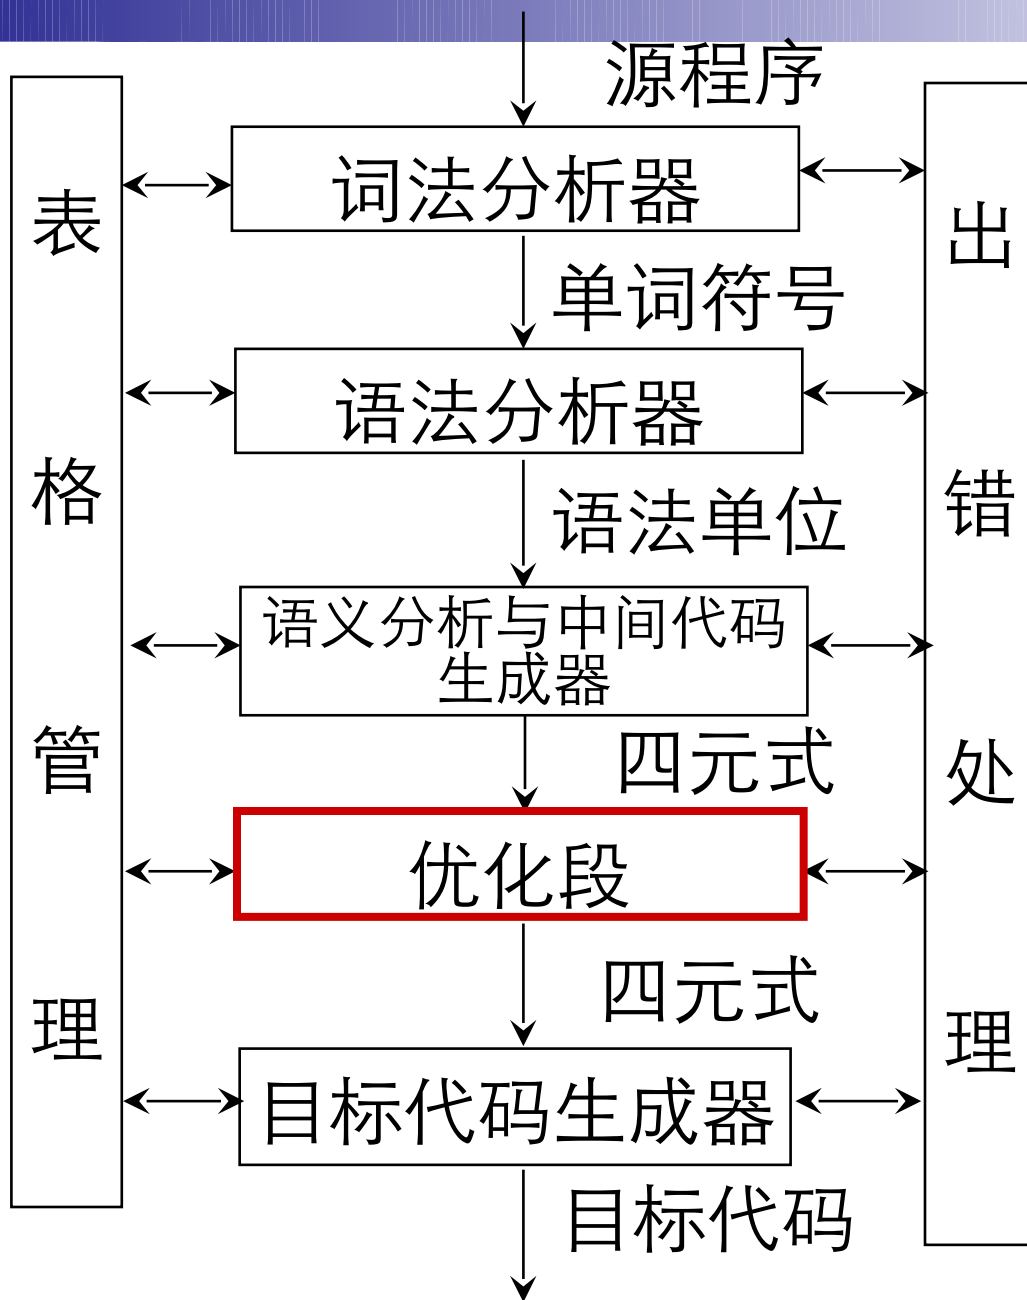 源程序
词法分析器
单词符号
语法分析器
语法单位
语义分析与中间代码
生成器
四元式
优化段
四元式
目标代码生成器
目标代码
表
格
管
理
出
错
处
理